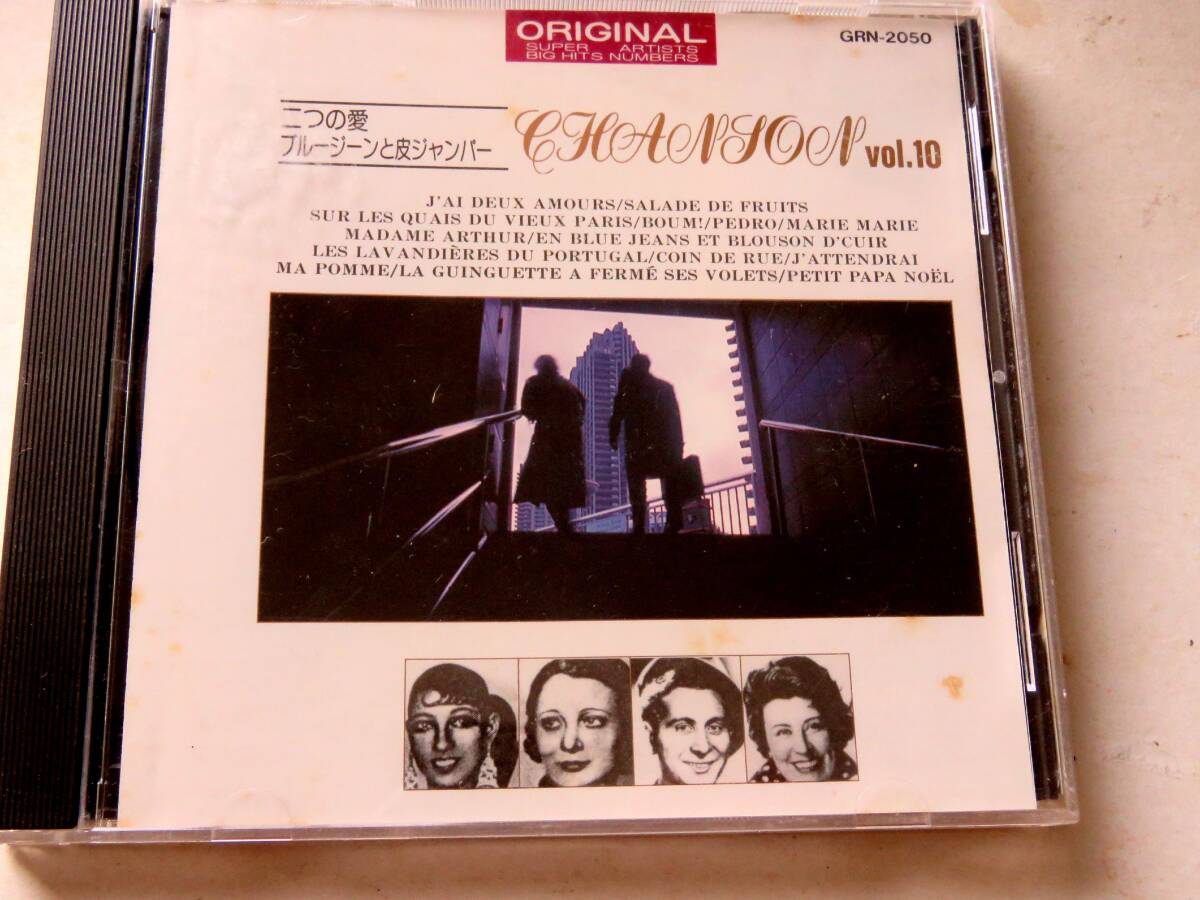 ORIGINAL
SUPER ARTISTS
BIG HITS NUMBERS
GRN-2050
二つの愛
ブルージーンと皮ジャンパー
CHANSON vol.10
J'AI DEUX AMOURS/SALADE DE FRUITS
SUR LES QUAIS DU VIEUX PARIS/BOUM!/PEDRO/MARIE MARIE
MADAME ARTHUR/EN BLUE JEANS ET BLOUSON D'CUIR
LES LAVANDIÈRES DU PORTUGAL/COIN DE RUE/J'ATTENDRAI
MA POMME/LA GUINGUETTE A FERMÉ SES VOLETS/PETIT PAPA NOËL